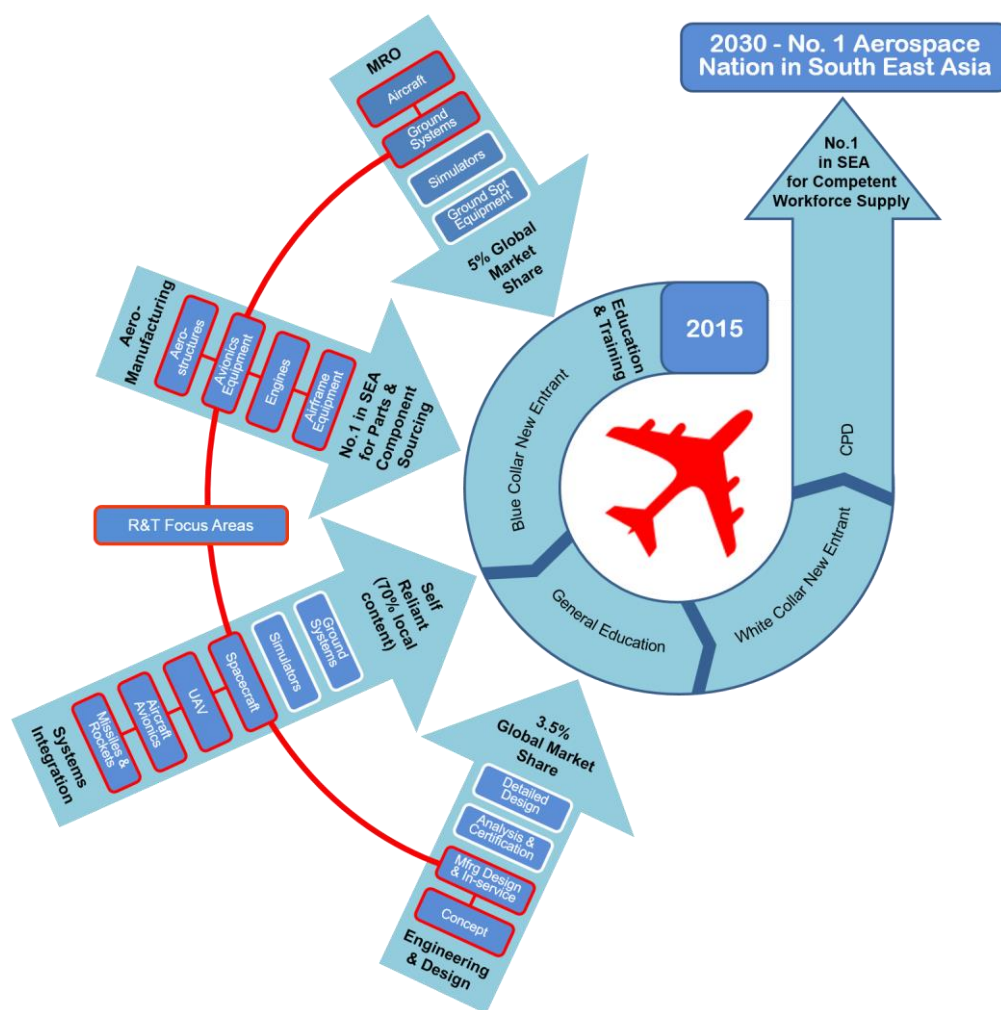 2030 - No. 1 Aerospace
Nation in South East Asia
No.1
in SEA
for Competent
Workforce Supply
MRO
Aircraft
Ground
Systems
Simulators
Ground Spt
Equipment
5% Global
Market
Share
Aero-
Manufacturing
Aero-
structures
Avionics
Equipment
Engines
Airframe
Equipment
No.1 in SEA
for Parts &
Component
Sourcing
R&T Focus Areas
Systems
Integration
Missiles &
Rockets
Aircraft
Avionics
UAV
Spacecraft
Simulators
Ground
Systems
Self
Reliant
(70% local
content)
3.5%
Global Market
Share
Detailed
Design
Analysis &
Certification
Mfrg Design
& In-service
Concept
Engineering
& Design
2015
Education
& Training
Blue Collar New Entrant
General Education
White Collar New Entrant
CPD